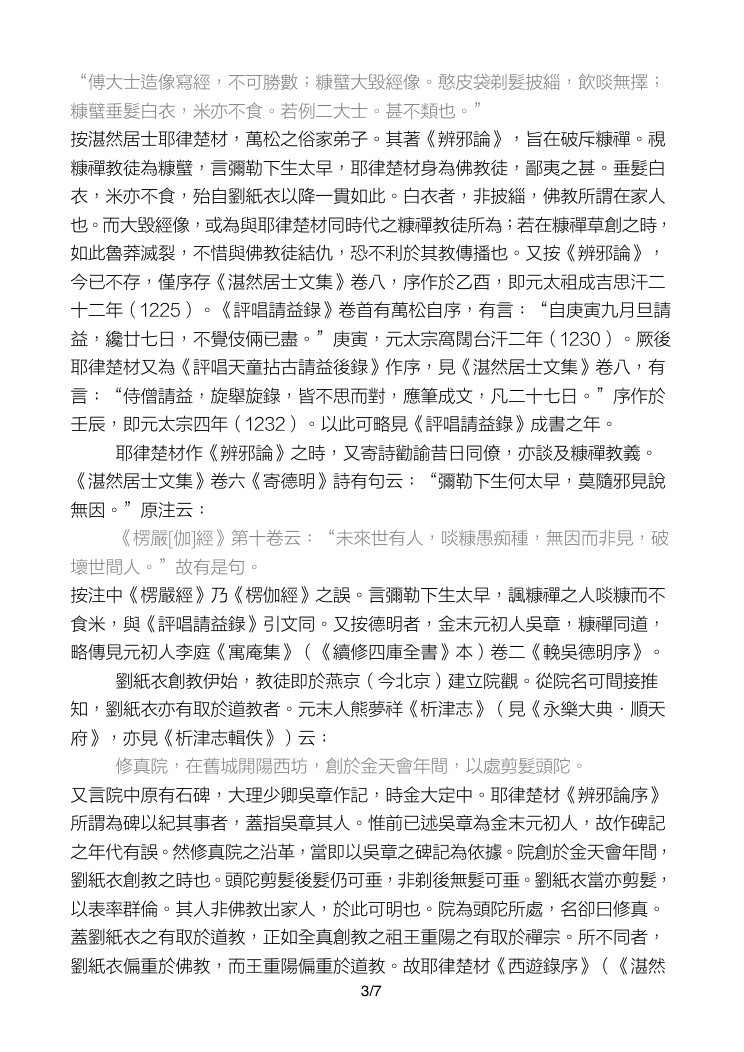 “傅大士造像寫經，不可勝數；糠䗶大毀經像。憨皮袋剃髮披緇，飲啖無擇；
糠䗶垂髮白衣，米亦不食。若例二大士。甚不類也。”
按湛然居士耶律楚材，萬松之俗家弟子。其著《辨邪論》，旨在破斥糠禪。視
糠禪教徒為糠䗶，言彌勒下生太早，耶律楚材身為佛教徒，鄙夷之甚。垂髮白
衣，米亦不食，殆自劉紙衣以降一貫如此。白衣者，非披緇，佛教所謂在家人
也。而大毀經像，或為與耶律楚材同時代之糠禪教徒所為；若在糠禪草創之時，
如此魯莽滅裂，不惜與佛教徒結仇，恐不利於其教傳播也。又按《辨邪論》，
今已不存，僅序存《湛然居士文集》卷八，序作於乙酉，即元太祖成吉思汗二
十二年（1225）。《評唱請益錄》卷首有萬松自序，有言：“自庚寅九月旦請
益，纔廿七日，不覺伎倆已盡。”庚寅，元太宗窩闊台汗二年（1230）。厥後
耶律楚材又為《評唱天童拈古請益後錄》作序，見《湛然居士文集》卷八，有
言：“侍僧請益，旋舉旋錄，皆不思而對，應筆成文，凡二十七日。”序作於
壬辰，即元太宗四年（1232）。以此可略見《評唱請益錄》成書之年。
耶律楚材作《辨邪論》之時，又寄詩勸諭昔日同僚，亦談及糠禪教義。
《湛然居士文集》卷六《寄德明》詩有句云：“彌勒下生何太早，莫隨邪見說
無因。”原注云：
《楞嚴[伽]經》第十卷云：“未來世有人，啖糠愚痴種，無因而非見，破
壞世間人。”故有是句。
按注中《楞嚴經》乃《楞伽經》之誤。言彌勒下生太早，諷糠禪之人啖糠而不
食米，與《評唱請益錄》引文同。又按德明者，金末元初人吳章，糠禪同道，
略傳見元初人李庭《寓庵集》（《續修四庫全書》本）卷二《輓吳德明序》。
劉紙衣創教伊始，教徒即於燕京（今北京）建立院觀。從院名可間接推
知，劉紙衣亦有取於道教者。元末人熊夢祥《析津志》（見《永樂大典．順天
府》，亦見《析津志輯佚》）云：
修真院，在舊城開陽西坊，創於金天會年間，以處剪髮頭陀。
又言院中原有石碑，大理少卿吳章作記，時金大定中。耶律楚材《辨邪論序》
所謂為碑以紀其事者，蓋指吳章其人。惟前已述吳章為金末元初人，故作碑記
之年代有誤。然修真院之沿革，當即以吳章之碑記為依據。院創於金天會年間，
劉紙衣創教之時也。頭陀剪髮後髮仍可垂，非剃後無髮可垂。劉紙衣當亦剪髮，
以表率群倫。其人非佛教出家人，於此可明也。院為頭陀所處，名卻曰修真。
蓋劉紙衣之有取於道教，正如全真創教之祖王重陽之有取於禪宗。所不同者，
劉紙衣偏重於佛教，而王重陽偏重於道教。故耶律楚材《西遊錄序》（《湛然
3/7